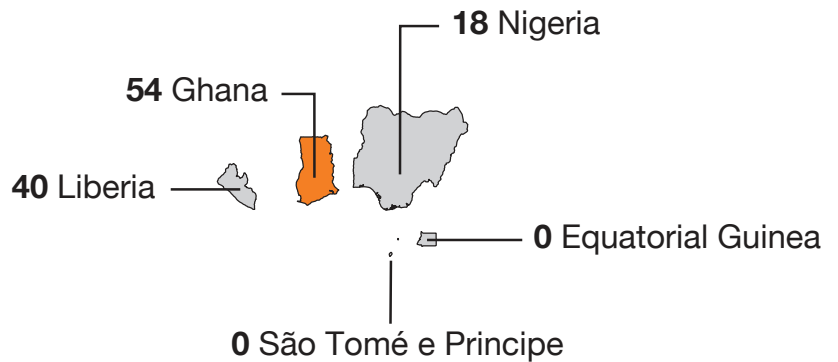 18 Nigeria
54 Ghana
40 Liberia
0 Equatorial Guinea
0 São Tomé e Principe